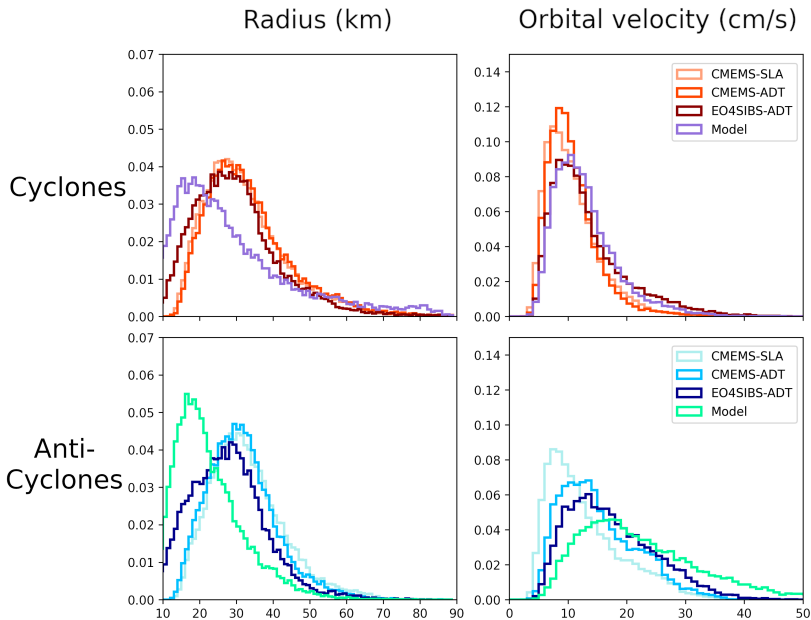 Radius (km)
Orbital velocity (cm/s)
Cyclones
0.07
0.06
0.05
0.04
0.03
0.02
0.01
0.00
0.14
0.12
0.10
0.08
0.06
0.04
0.02
0.00
CMEMS-SLA
CMEMS-ADT
EO4SIBS-ADT
Model
Anti-
Cyclones
0.07
0.06
0.05
0.04
0.03
0.02
0.01
0.00
10 20 30 40 50 60 70 80 90
0.14
0.12
0.10
0.08
0.06
0.04
0.02
0.00
0 10 20 30 40 50
CMEMS-SLA
CMEMS-ADT
EO4SIBS-ADT
Model